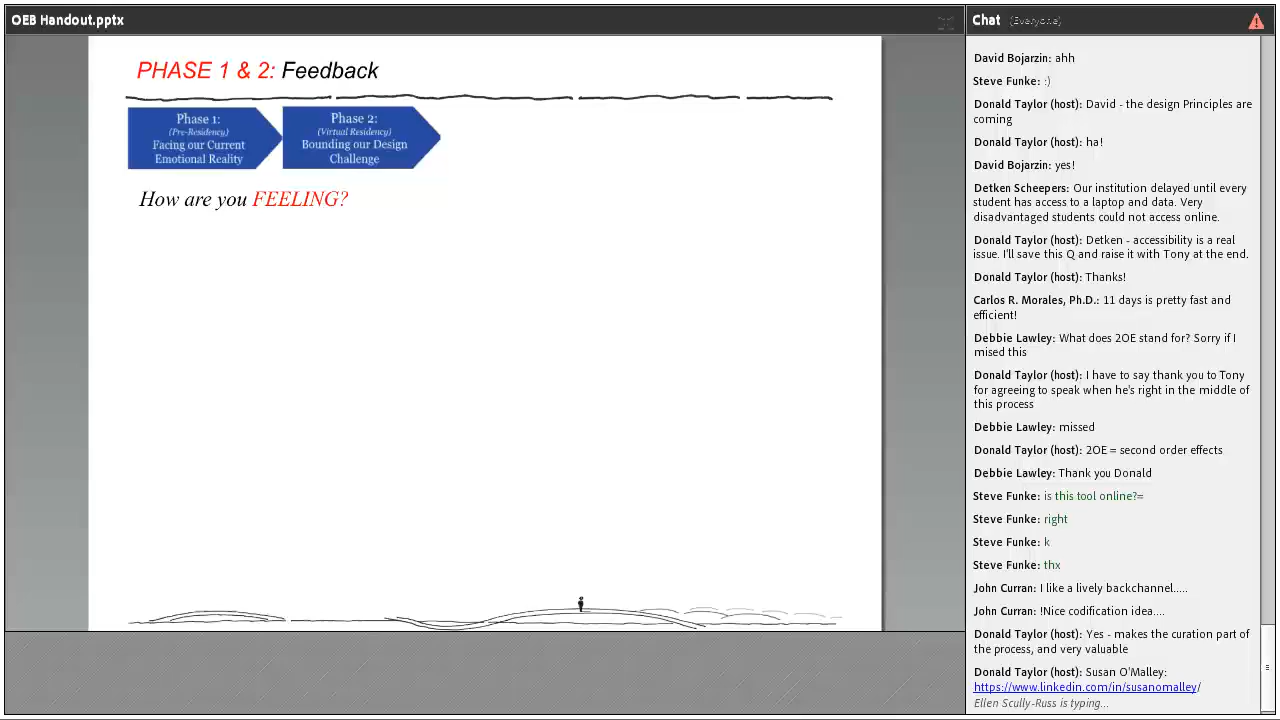 OEB Handout.pptx
PHASE 1 & 2: Feedback
Phase 1:
(Pre-Residency)
Facing our Current
Emotional Reality
Phase 2:
(Virtual Residency)
Bounding our Design
Challenge
How are you FEELING?
Chat (Everyone)
David Bojarzin: ahh
Steve Funke: :)
Donald Taylor (host): David - the design Principles are
coming
Donald Taylor (host): ha!
David Bojarzin: yes!
Detken Scheepers: Our institution delayed until every
student has access to a laptop and data. Very
disadvantaged students could not access online.
Donald Taylor (host): Detken - accessibility is a real
issue. I'll save this Q and raise it with Tony at the end.
Donald Taylor (host): Thanks!
Carlos R. Morales, Ph.D.: 11 days is pretty fast and
efficient!
Debbie Lawley: What does 2OE stand for? Sorry if I
mised this
Donald Taylor (host): I have to say thank you to Tony
for agreeing to speak when he's right in the middle of
this process
Debbie Lawley: missed
Donald Taylor (host): 2OE = second order effects
Debbie Lawley: Thank you Donald
Steve Funke: is this tool online?=
Steve Funke: right
Steve Funke: k
Steve Funke: thx
John Curran: I like a lively backchannel.....
John Curran: !Nice codification idea....
Donald Taylor (host): Yes - makes the curation part of
the process, and very valuable
Donald Taylor (host): Susan O'Malley:
https://www.linkedin.com/in/susanomalley/
Ellen Scully-Russ is typing...